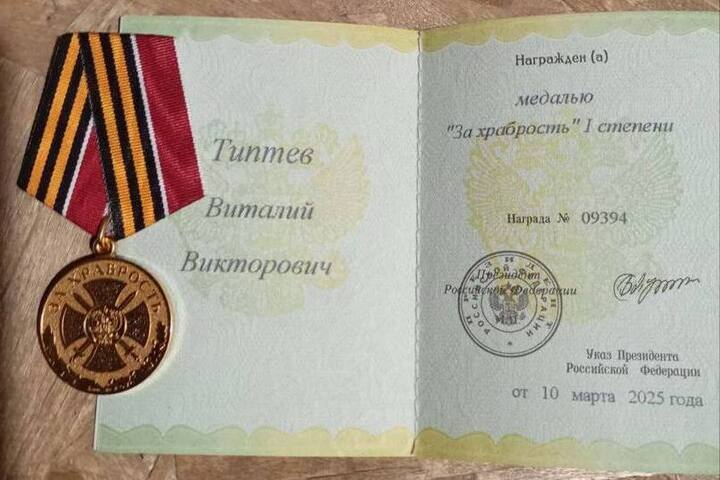 ЗА ХРАБРОСТЬ
Типтев
Виталий
Викторович
Награжден (а)
медалью
"За храбрость" I степени
Награда № 09394
Президент
Российской Федерации
М.П.
Указ Президента
Российской Федерации
от 10 марта 2025 года